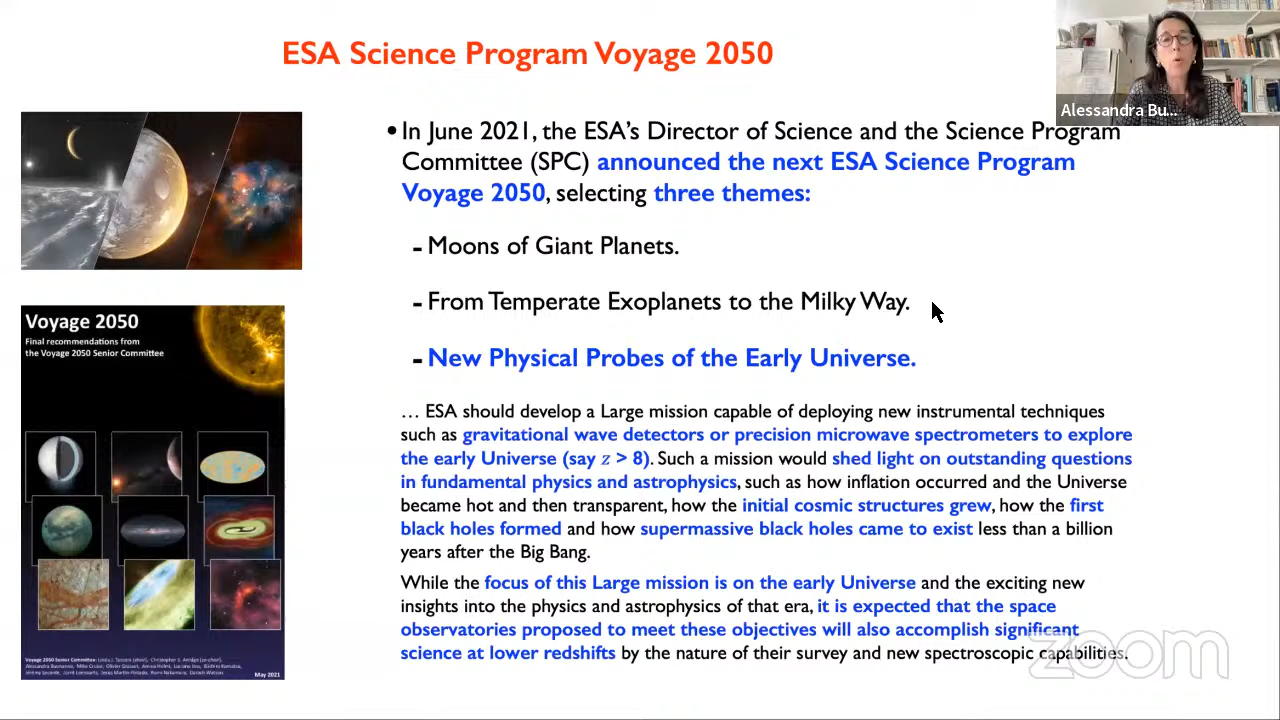 ESA Science Program Voyage 2050
Alessandra Bu...
• In June 2021, the ESA's Director of Science and the Science Program
Committee (SPC) announced the next ESA Science Program
Voyage 2050, selecting three themes:
- Moons of Giant Planets.
- From Temperate Exoplanets to the Milky Way.
- New Physical Probes of the Early Universe.
… ESA should develop a Large mission capable of deploying new instrumental techniques
such as gravitational wave detectors or precision microwave spectrometers to explore
the early Universe (say z > 8). Such a mission would shed light on outstanding questions
in fundamental physics and astrophysics, such as how inflation occurred and the Universe
became hot and then transparent, how the initial cosmic structures grew, how the first
black holes formed and how supermassive black holes came to exist less than a billion
years after the Big Bang.
While the focus of this Large mission is on the early Universe and the exciting new
insights into the physics and astrophysics of that era, it is expected that the space
observatories proposed to meet these objectives will also accomplish significant
science at lower redshifts by the nature of their survey and new spectroscopic capabilities.
Voyage 2050
Final recommendations from
the Voyage 2050 Senior Committee
Voyage 2050 Senior Committee:
May 2021
zoom